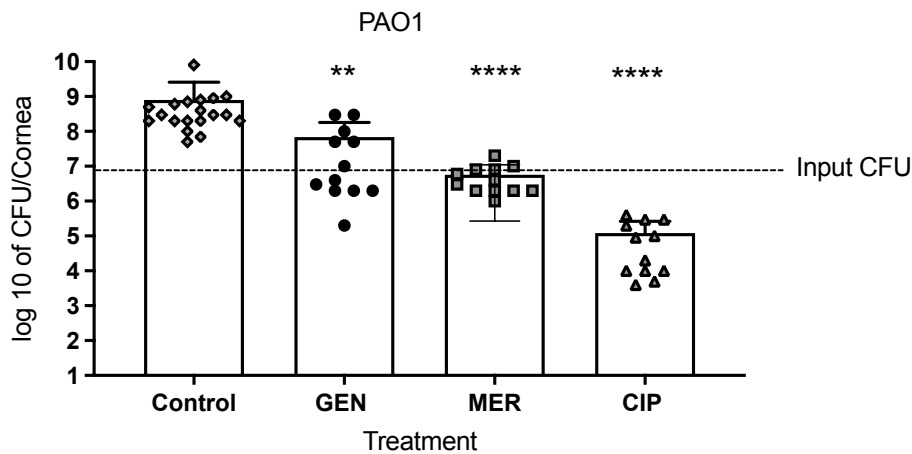 PAO1
** **** ****
10
9
8
7
6
5
4
3
2
1
log 10 of CFU/Cornea
Input CFU
Control GEN MER CIP
Treatment